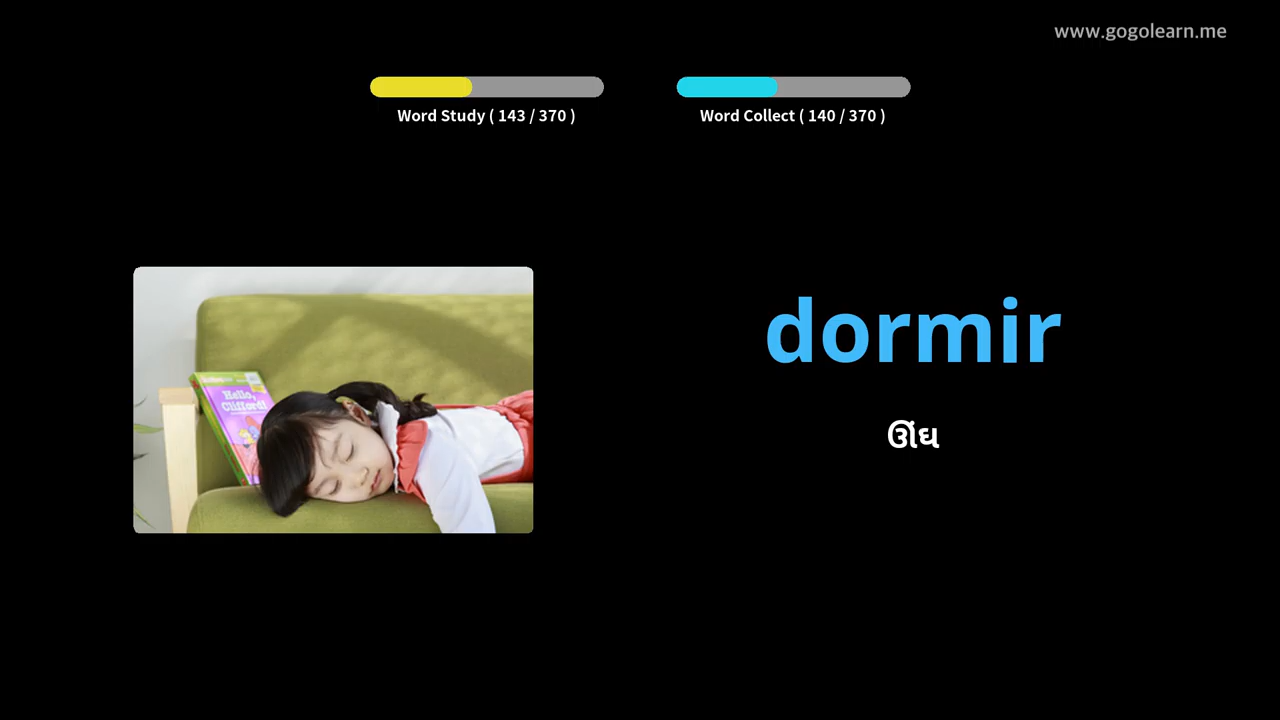 www.gogolearn.me
Word Study ( 143 / 370 )
Word Collect ( 140 / 370 )
Hello,
Clifford!
dormir
ઊંઘ